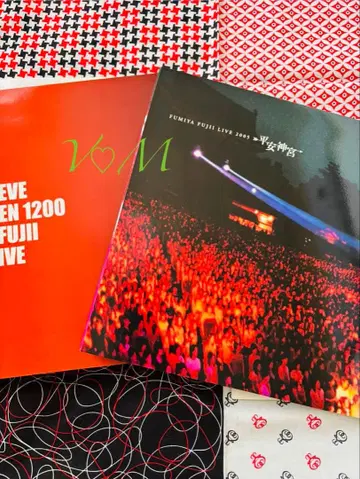 EVE
EN 1200
FUJII
IVE
V♡M
FUMIYA FUJII LIVE 2005 平安神宮